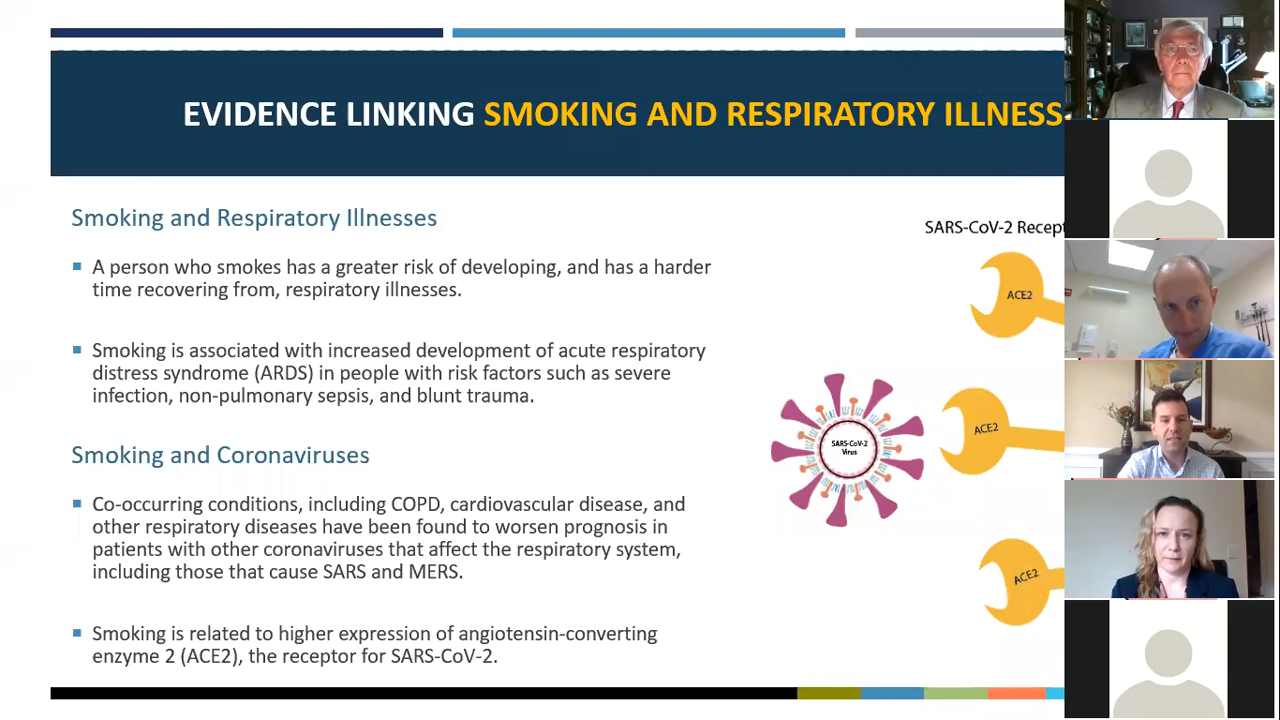 EVIDENCE LINKING SMOKING AND RESPIRATORY ILLNESS
Smoking and Respiratory Illnesses
A person who smokes has a greater risk of developing, and has a harder
time recovering from, respiratory illnesses.
Smoking is associated with increased development of acute respiratory
distress syndrome (ARDS) in people with risk factors such as severe
infection, non-pulmonary sepsis, and blunt trauma.
Smoking and Coronaviruses
Co-occurring conditions, including COPD, cardiovascular disease, and
other respiratory diseases have been found to worsen prognosis in
patients with other coronaviruses that affect the respiratory system,
including those that cause SARS and MERS.
Smoking is related to higher expression of angiotensin-converting
enzyme 2 (ACE2), the receptor for SARS-CoV-2.
SARS-CoV-2
ACE2
SARS-CoV-2
Virus
ACE2
ACE2